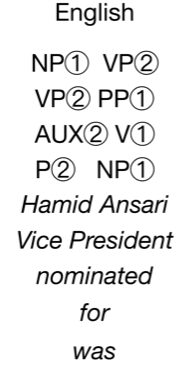 English
NP① VP②
VP② PP①
AUX② V①
P② NP①
Hamid Ansari
Vice President
nominated
for
was